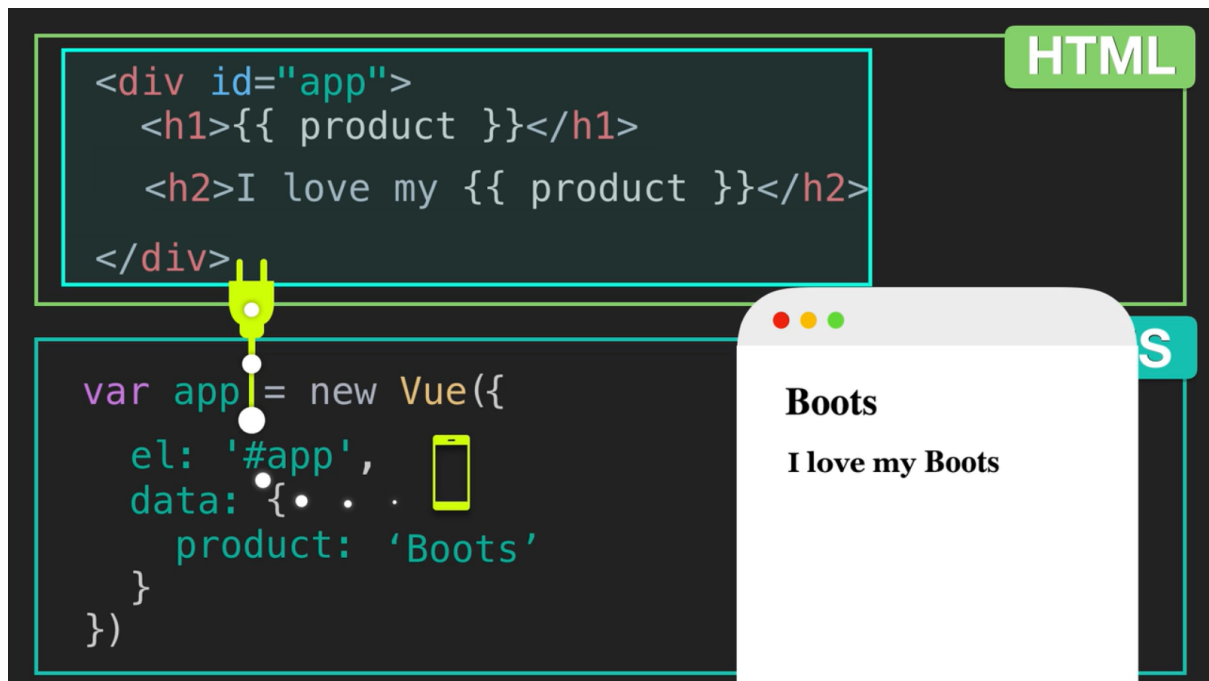 HTML
<div id="app">
<h1>{{ product }}</h1>
<h2>I love my {{ product }}</h2>
</div>
S
var app = new Vue({
el: '#app',
data: {
product: ‘Boots’
}
})
Boots
I love my Boots